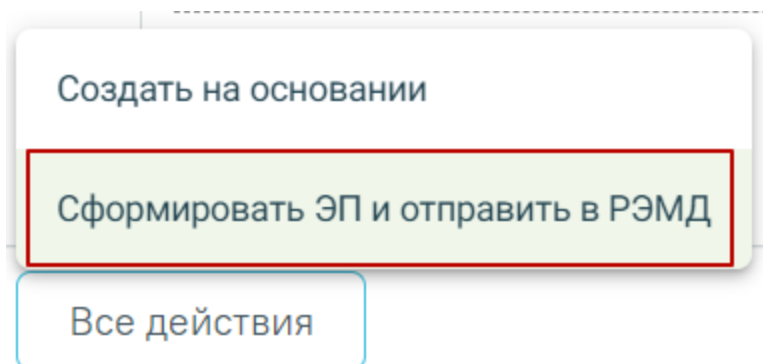 Создать на основании
Сформировать ЭП и отправить в РЭМД
Все действия